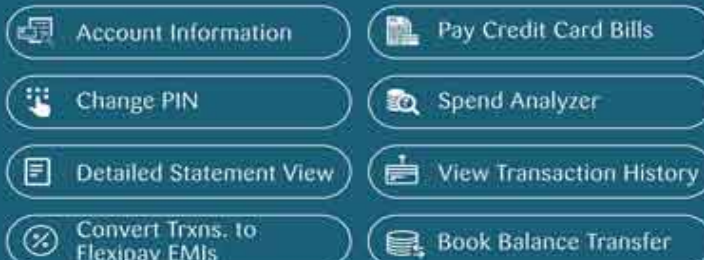 Account Information
Pay Credit Card Bills
Change PIN
Spend Analyzer
Detailed Statement View
View Transaction History
Convert Trxns. to
Flexipay EMIs
Book Balance Transfer